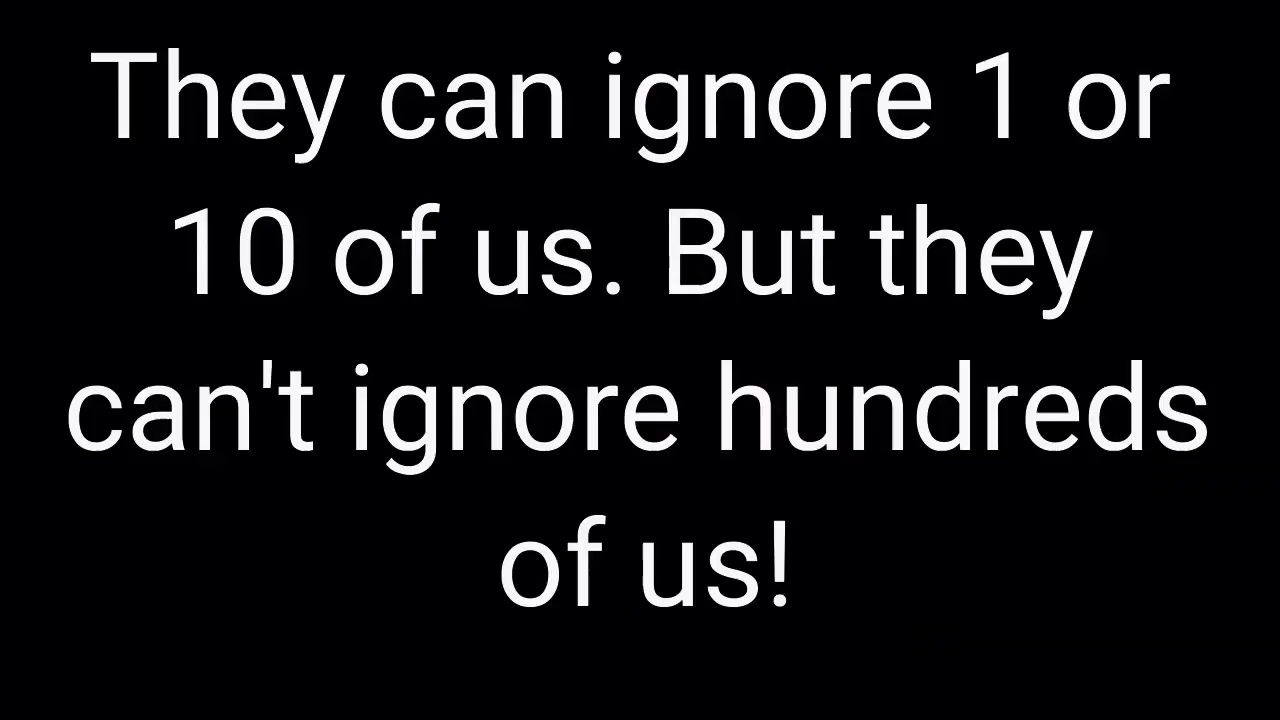 They can ignore 1 or
10 of us. But they
can't ignore hundreds
of us!